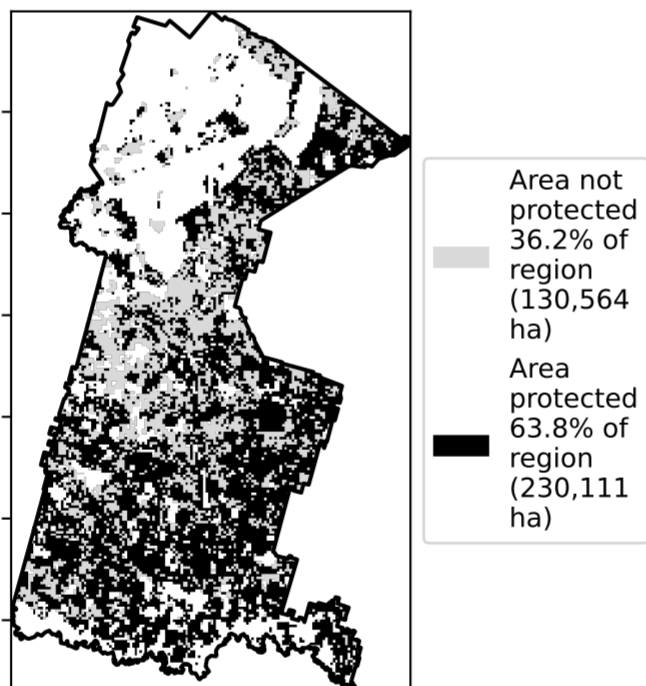 Area not
protected
36.2% of
region
(130,564
ha)
Area
protected
63.8% of
region
(230,111
ha)